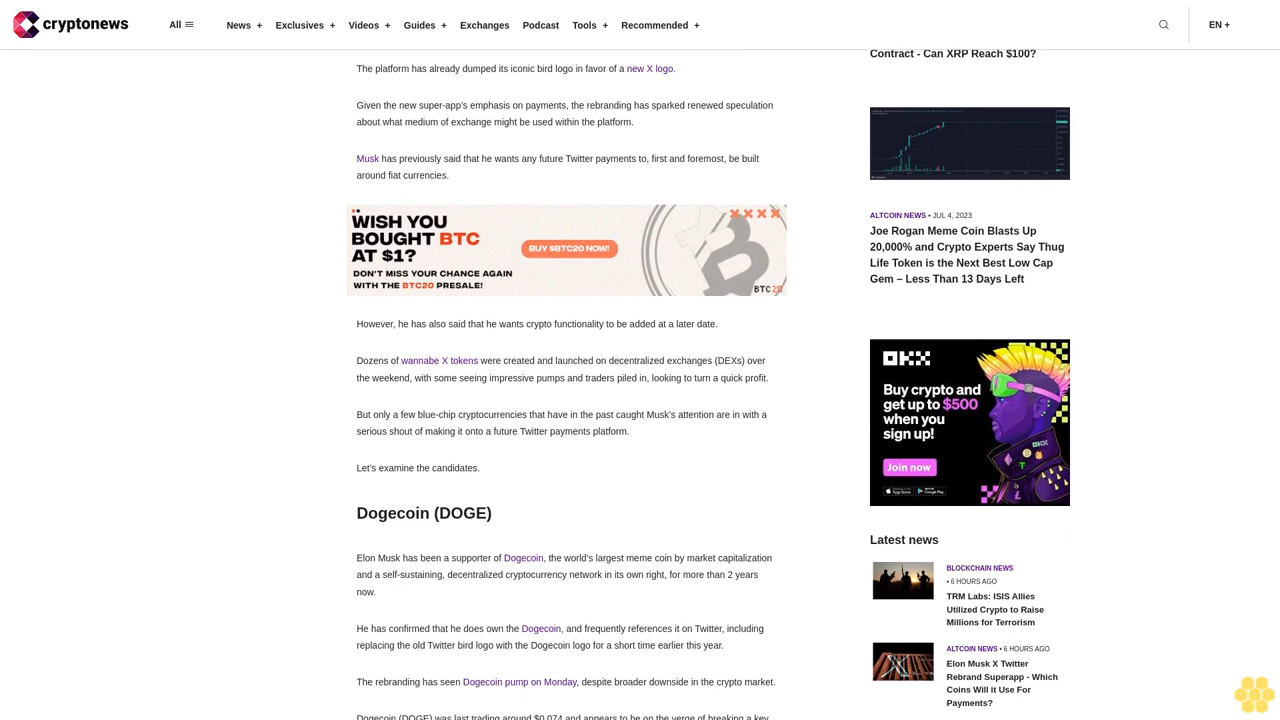 cryptonews
All
News +
Exclusives +
Videos +
Guides +
Exchanges
Podcast
Tools +
Recommended +
EN +
The platform has already dumped its iconic bird logo in favor of a new X logo.
Given the new super-app’s emphasis on payments, the rebranding has sparked renewed speculation
about what medium of exchange might be used within the platform.
Musk has previously said that he wants any future Twitter payments to, first and foremost, be built
around fiat currencies.
WISH YOU
BOUGHT BTC
AT $1?
DON'T MISS YOUR CHANCE AGAIN
WITH THE BTC20 PRESALE!
BUY $BTC20 NOW!
BTC20
However, he has also said that he wants crypto functionality to be added at a later date.
Dozens of wannabe X tokens were created and launched on decentralized exchanges (DEXs) over
the weekend, with some seeing impressive pumps and traders piled in, looking to turn a quick profit.
But only a few blue-chip cryptocurrencies that have in the past caught Musk’s attention are in with a
serious shout of making it onto a future Twitter payments platform.
Let’s examine the candidates.
Dogecoin (DOGE)
Elon Musk has been a supporter of Dogecoin, the world’s largest meme coin by market capitalization
and a self-sustaining, decentralized cryptocurrency network in its own right, for more than 2 years
now.
He has confirmed that he does own the Dogecoin, and frequently references it on Twitter, including
replacing the old Twitter bird logo with the Dogecoin logo for a short time earlier this year.
The rebranding has seen Dogecoin pump on Monday, despite broader downside in the crypto market.
Dogecoin (DOGE) was last trading around $0.074 and appears to be on the verge of breaking a key
Contract - Can XRP Reach $100?
ALTCOIN NEWS • JUL 4, 2023
Joe Rogan Meme Coin Blasts Up
20,000% and Crypto Experts Say Thug
Life Token is the Next Best Low Cap
Gem – Less Than 13 Days Left
OKX
Buy crypto and
get up to $500
when you
sign up!
Join now
App Store
Google Play
Latest news
BLOCKCHAIN NEWS
• 6 HOURS AGO
TRM Labs: ISIS Allies
Utilized Crypto to Raise
Millions for Terrorism
ALTCOIN NEWS • 6 HOURS AGO
Elon Musk X Twitter
Rebrand Superapp - Which
Coins Will it Use For
Payments?